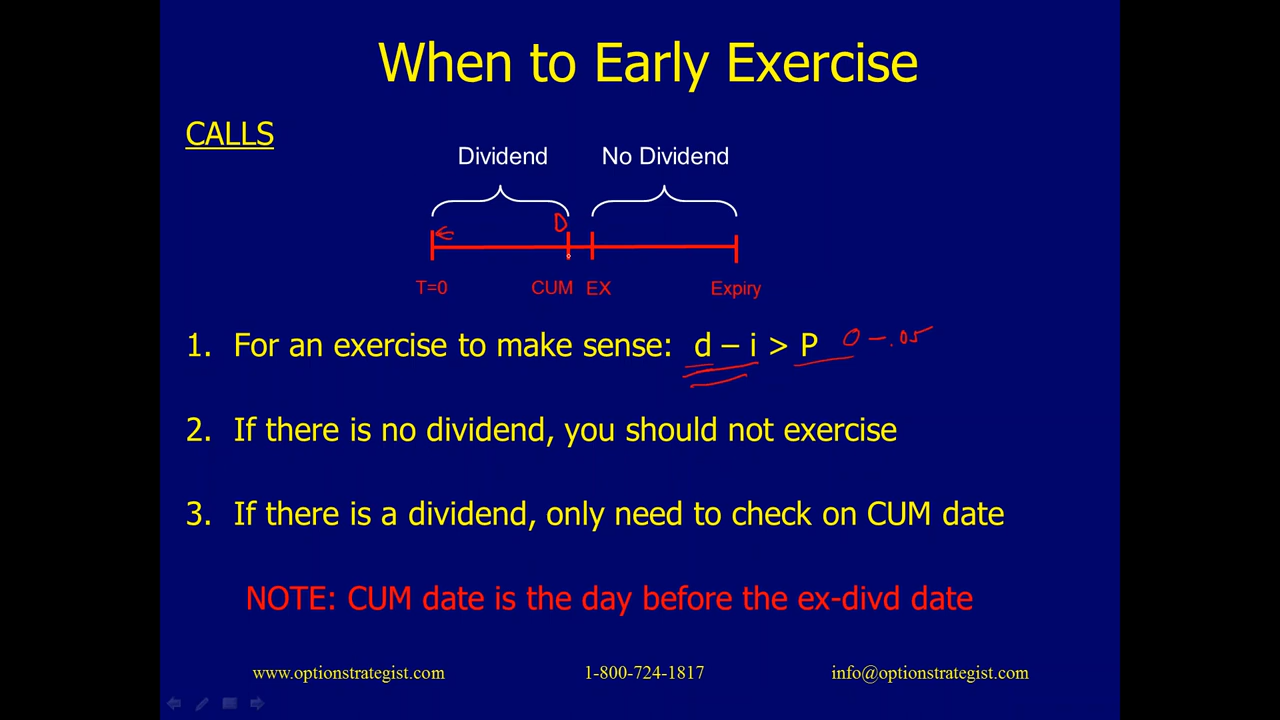 When to Early Exercise
CALLS
Dividend No Dividend
D
T=0 CUM EX Expiry
1. For an exercise to make sense: d – i > P 0 – .05
2. If there is no dividend, you should not exercise
3. If there is a dividend, only need to check on CUM date
NOTE: CUM date is the day before the ex-divd date
www.optionstrategist.com 1-800-724-1817 info@optionstrategist.com